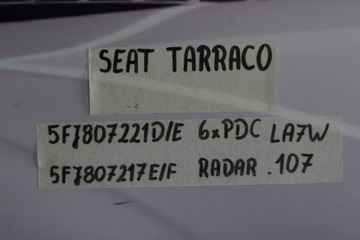 SEAT TARRACO
5FJ807221D/E 6xPDC LA7W
5FJ807217E/F RADAR .107